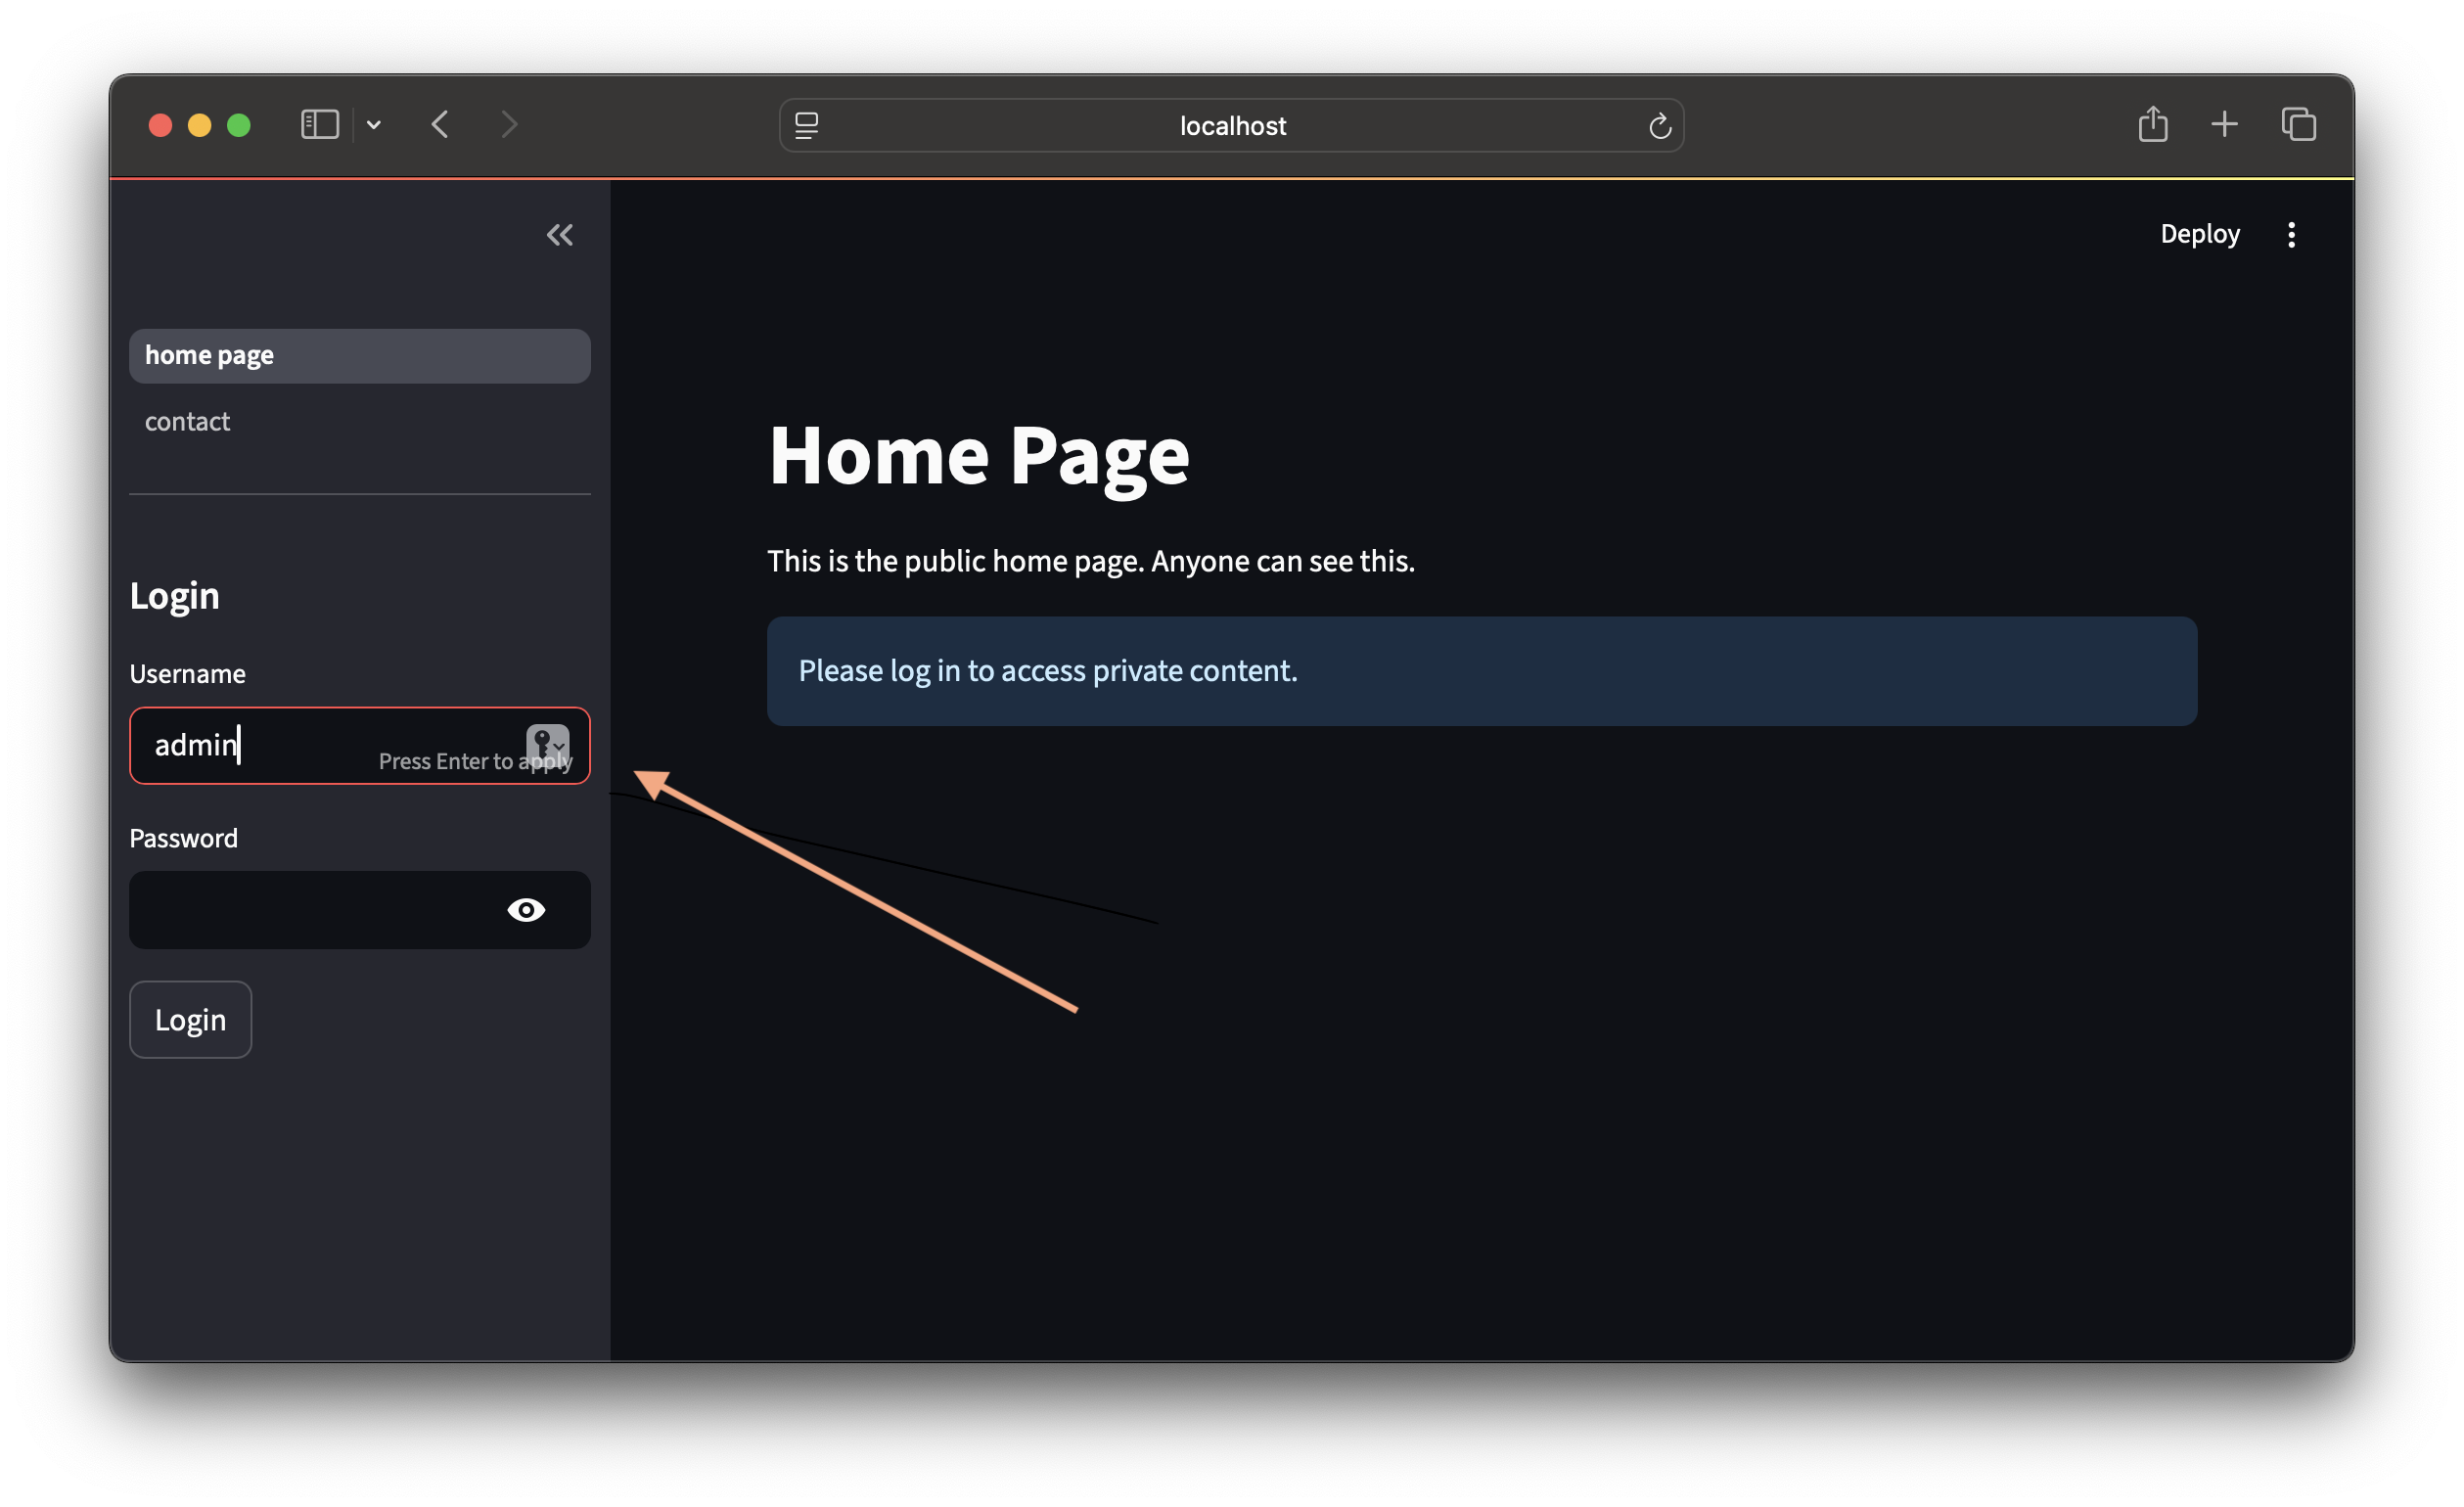 localhost
Deploy
home page
contact
Home Page
This is the public home page. Anyone can see this.
Please log in to access private content.
Login
Username
admin
Press Enter to apply
Password
Login